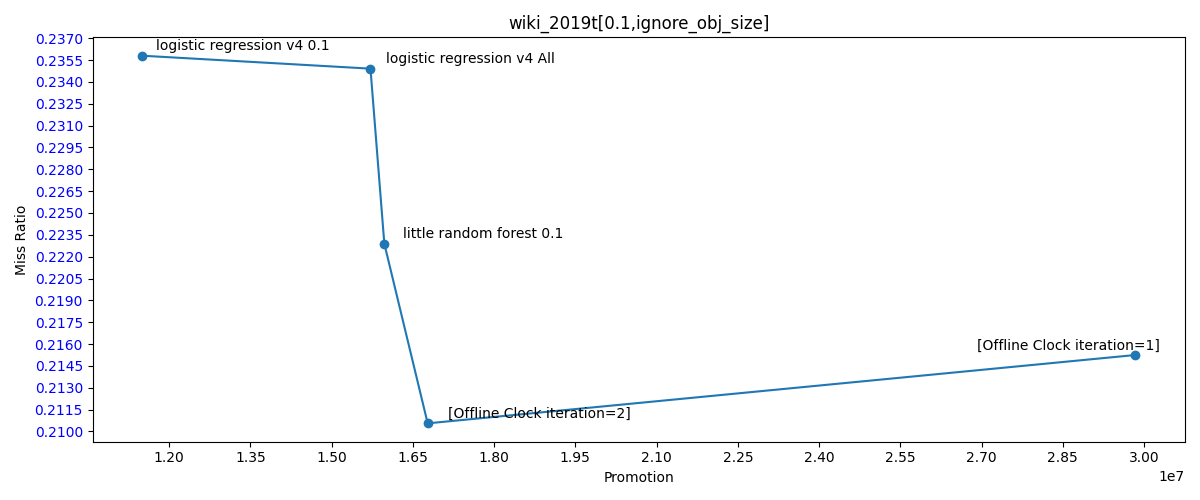 wiki_2019t[0.1,ignore_obj_size]
0.2370
0.2355
0.2340
0.2325
0.2310
0.2295
0.2280
0.2265
0.2250
0.2235
0.2220
0.2205
0.2190
0.2175
0.2160
0.2145
0.2130
0.2115
0.2100
Miss Ratio
logistic regression v4 0.1
logistic regression v4 All
little random forest 0.1
[Offline Clock iteration=1]
[Offline Clock iteration=2]
1.20 1.35 1.50 1.65 1.80 1.95 2.10 2.25 2.40 2.55 2.70 2.85 3.00
1e7
Promotion